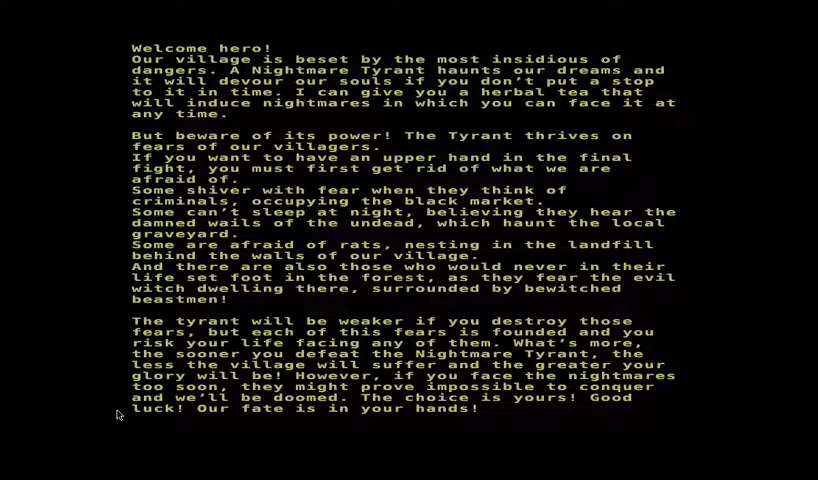 Welcome hero!
Our village is beset by the most insidious of
dangers. A Nightmare Tyrant haunts our dreams and
it will devour our souls if you don't put a stop
to it in time. I can give you a herbal tea that
will induce nightmares in which you can face it at
any time.
But beware of its power! The Tyrant thrives on
fears of our villagers.
If you want to have an upper hand in the final
fight, you must first get rid of what we are
afraid of.
Some shiver with fear when they think of
criminals, occupying the black market.
Some can't sleep at night, believing they hear the
damned wails of the undead, which haunt the local
graveyard.
Some are afraid of rats, nesting in the landfill
behind the walls of our village.
And there are also those who would never in their
life set foot in the forest, as they fear the evil
witch dwelling there, surrounded by bewitched
beastmen!
The tyrant will be weaker if you destroy those
fears, but each of this fears is founded and you
risk your life facing any of them. What's more,
the sooner you defeat the Nightmare Tyrant, the
less the village will suffer and the greater your
glory will be! However, if you face the nightmares
too soon, they might prove impossible to conquer
and we'll be doomed. The choice is yours! Good
luck! Our fate is in your hands!